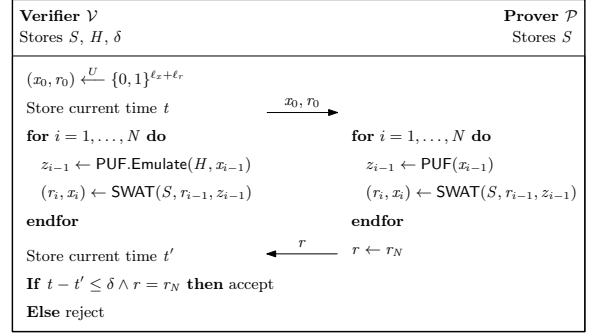 Verifier 𝒱
Stores S, H, δ
Prover 𝒫
Stores S
(x₀, r₀) ⟵ᵁ {0, 1}^{ℓₓ+ℓᵣ}
Store current time t
x₀, r₀
for i = 1, . . . , N do
z_{i−1} ← PUF.Emulate(H, x_{i−1})
(r_i, x_i) ← SWAT(S, r_{i−1}, z_{i−1})
endfor
for i = 1, . . . , N do
z_{i−1} ← PUF(x_{i−1})
(r_i, x_i) ← SWAT(S, r_{i−1}, z_{i−1})
endfor
Store current time t′
r
r ← r_N
If t − t′ ≤ δ ∧ r = r_N then accept
Else reject